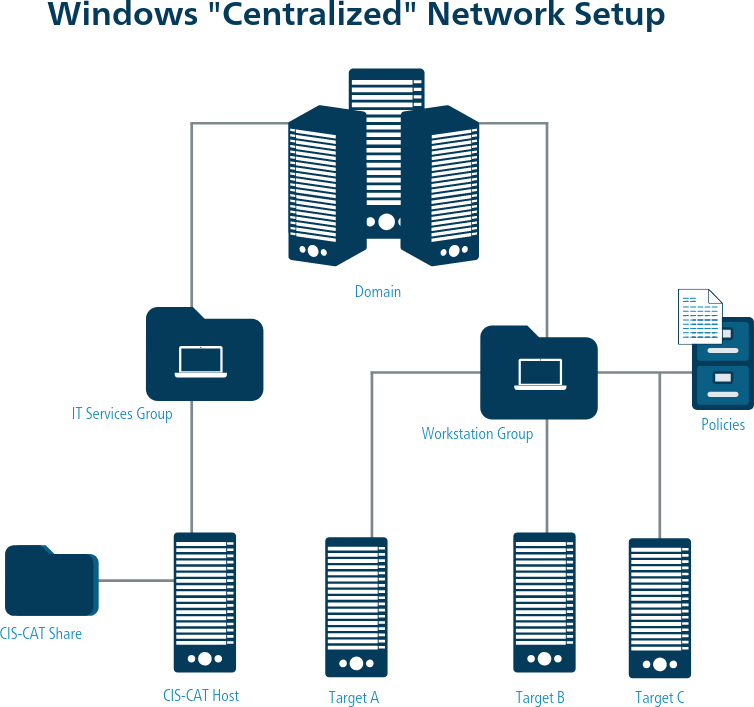 Windows "Centralized" Network Setup
Domain
IT Services Group
Workstation Group
Policies
CIS-CAT Share
CIS-CAT Host
Target A
Target B
Target C